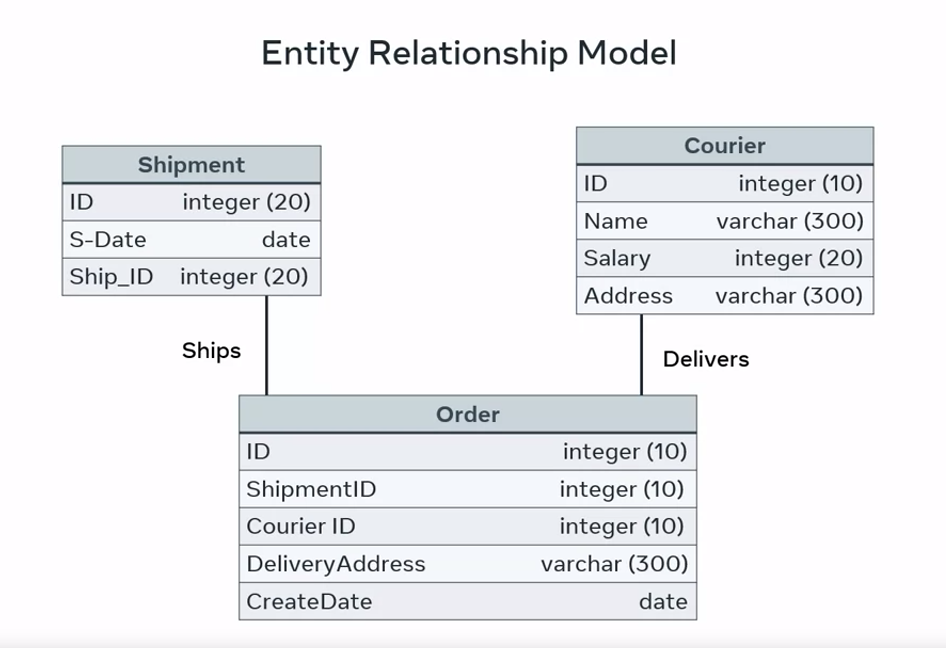 Entity Relationship Model
Shipment
ID integer (20)
S-Date date
Ship_ID integer (20)
Courier
ID integer (10)
Name varchar (300)
Salary integer (20)
Address varchar (300)
Ships
Delivers
Order
ID integer (10)
ShipmentID integer (10)
Courier ID integer (10)
DeliveryAddress varchar (300)
CreateDate date